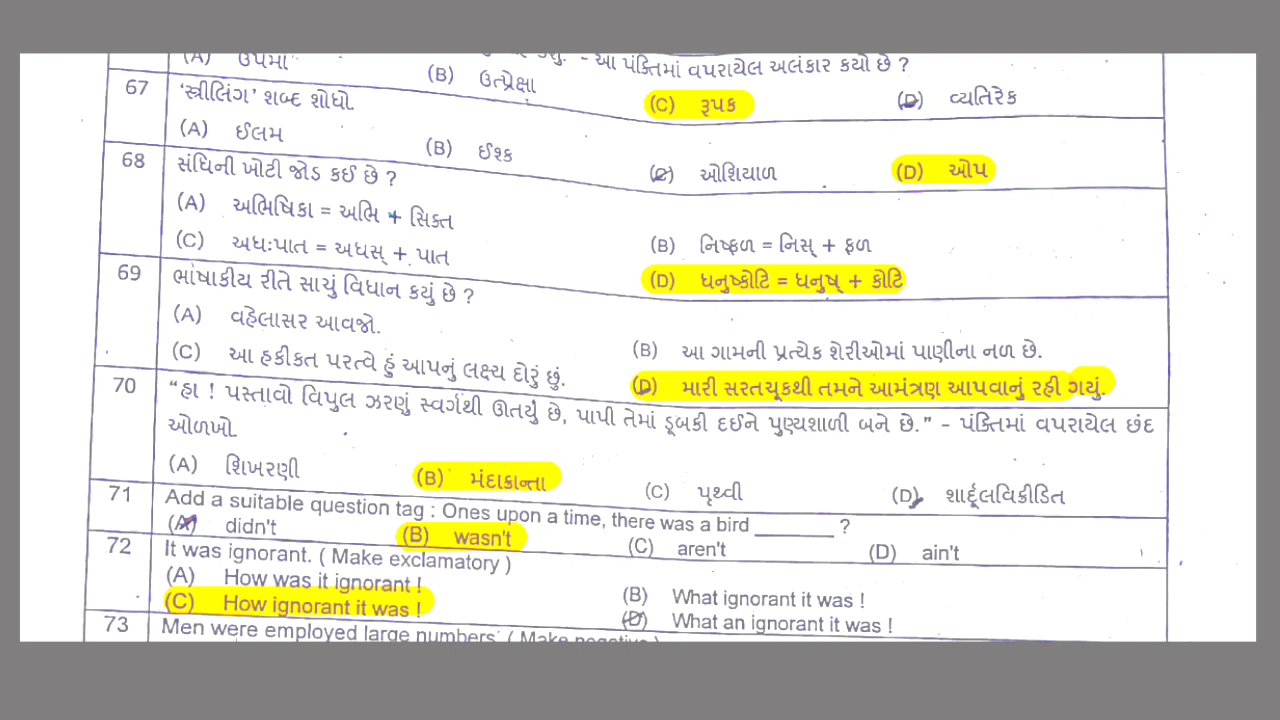 (A) ઉપમા (B) ઉત્પ્રેક્ષા - આ પંક્તિમાં વપરાયેલ અલંકાર કયો છે ?
(C) રૂપક (D) વ્યતિરેક
67 'સ્ત્રીલિંગ' શબ્દ શોધો.
(A) ઈલમ (B) ઈશ્ક (C) ઓશિયાળ (D) ઓપ
68 સંધિની ખોટી જોડ કઈ છે ?
(A) અભિષિકા = અભિ + સિક્ત (B) નિષ્ફળ = નિસ્ + ફળ
(C) અધઃપાત = અધસ્ + પાત (D) ધનુષ્કોટિ = ધનુષ્ + કોટિ
69 ભાષાકીય રીતે સાચું વિધાન કયું છે ?
(A) વહેલાસર આવજો. (B) આ ગામની પ્રત્યેક શેરીઓમાં પાણીના નળ છે.
(C) આ હકીકત પરત્વે હું આપનું લક્ષ્ય દોરું છું. (D) મારી સરતચૂકથી તમને આમંત્રણ આપવાનું રહી ગયું.
70 "હા ! પસ્તાવો વિપુલ ઝરણું સ્વર્ગથી ઊતર્યું છે, પાપી તેમાં ડૂબકી દઈને પુણ્યશાળી બને છે." - પંક્તિમાં વપરાયેલ છંદ
ઓળખો.
(A) શિખરણી (B) મંદાક્રાન્તા (C) પૃથ્વી (D) શાર્દૂલવિક્રીડિત
71 Add a suitable question tag : Ones upon a time, there was a bird ________ ?
(A) didn't (B) wasn't (C) aren't (D) ain't
72 It was ignorant. ( Make exclamatory )
(A) How was it ignorant ! (B) What ignorant it was !
(C) How ignorant it was ! (D) What an ignorant it was !
73 Men were employed large numbers. ( Make negative )